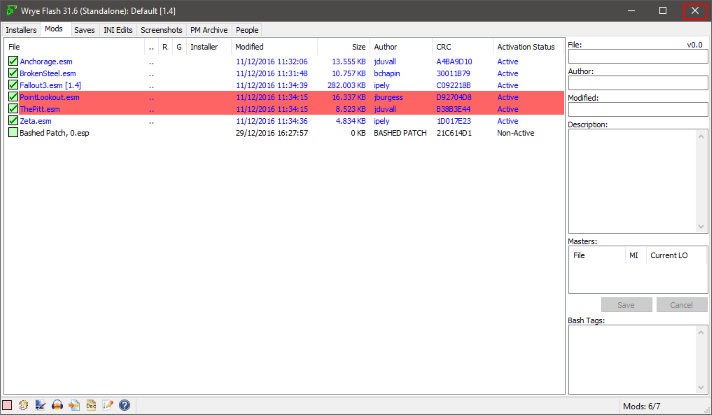 Wrye Flash 31.6 (Standalone): Default [1.4]
Installers Mods Saves INI Edits Screenshots PM Archive People
File .. R. G Installer Modified Size Author CRC Activation Status
Anchorage.esm .. 11/12/2016 11:32:06 13.555 KB jduvall A4BA9D10 Active
BrokenSteel.esm .. 11/12/2016 11:31:48 10.757 KB bchapin 30011B79 Active
Fallout3.esm [1.4] .. 11/12/2016 11:34:39 282.003 KB ipely C092218B Active
PointLookout.esm .. 11/12/2016 11:34:15 16.337 KB jburgess D92704D8 Active
ThePitt.esm .. 11/12/2016 11:34:15 8.523 KB jduvall B38B3E44 Active
Zeta.esm .. 11/12/2016 11:34:36 4.834 KB ipely 1D017E23 Active
Bashed Patch, 0.esp .. 29/12/2016 16:27:57 0 KB BASHED PATCH 21C614D1 Non-Active
File: v0.0
Author:
Modified:
Description:
Masters:
File MI Current LO
Save Cancel
Bash Tags:
Doc
Mods: 6/7